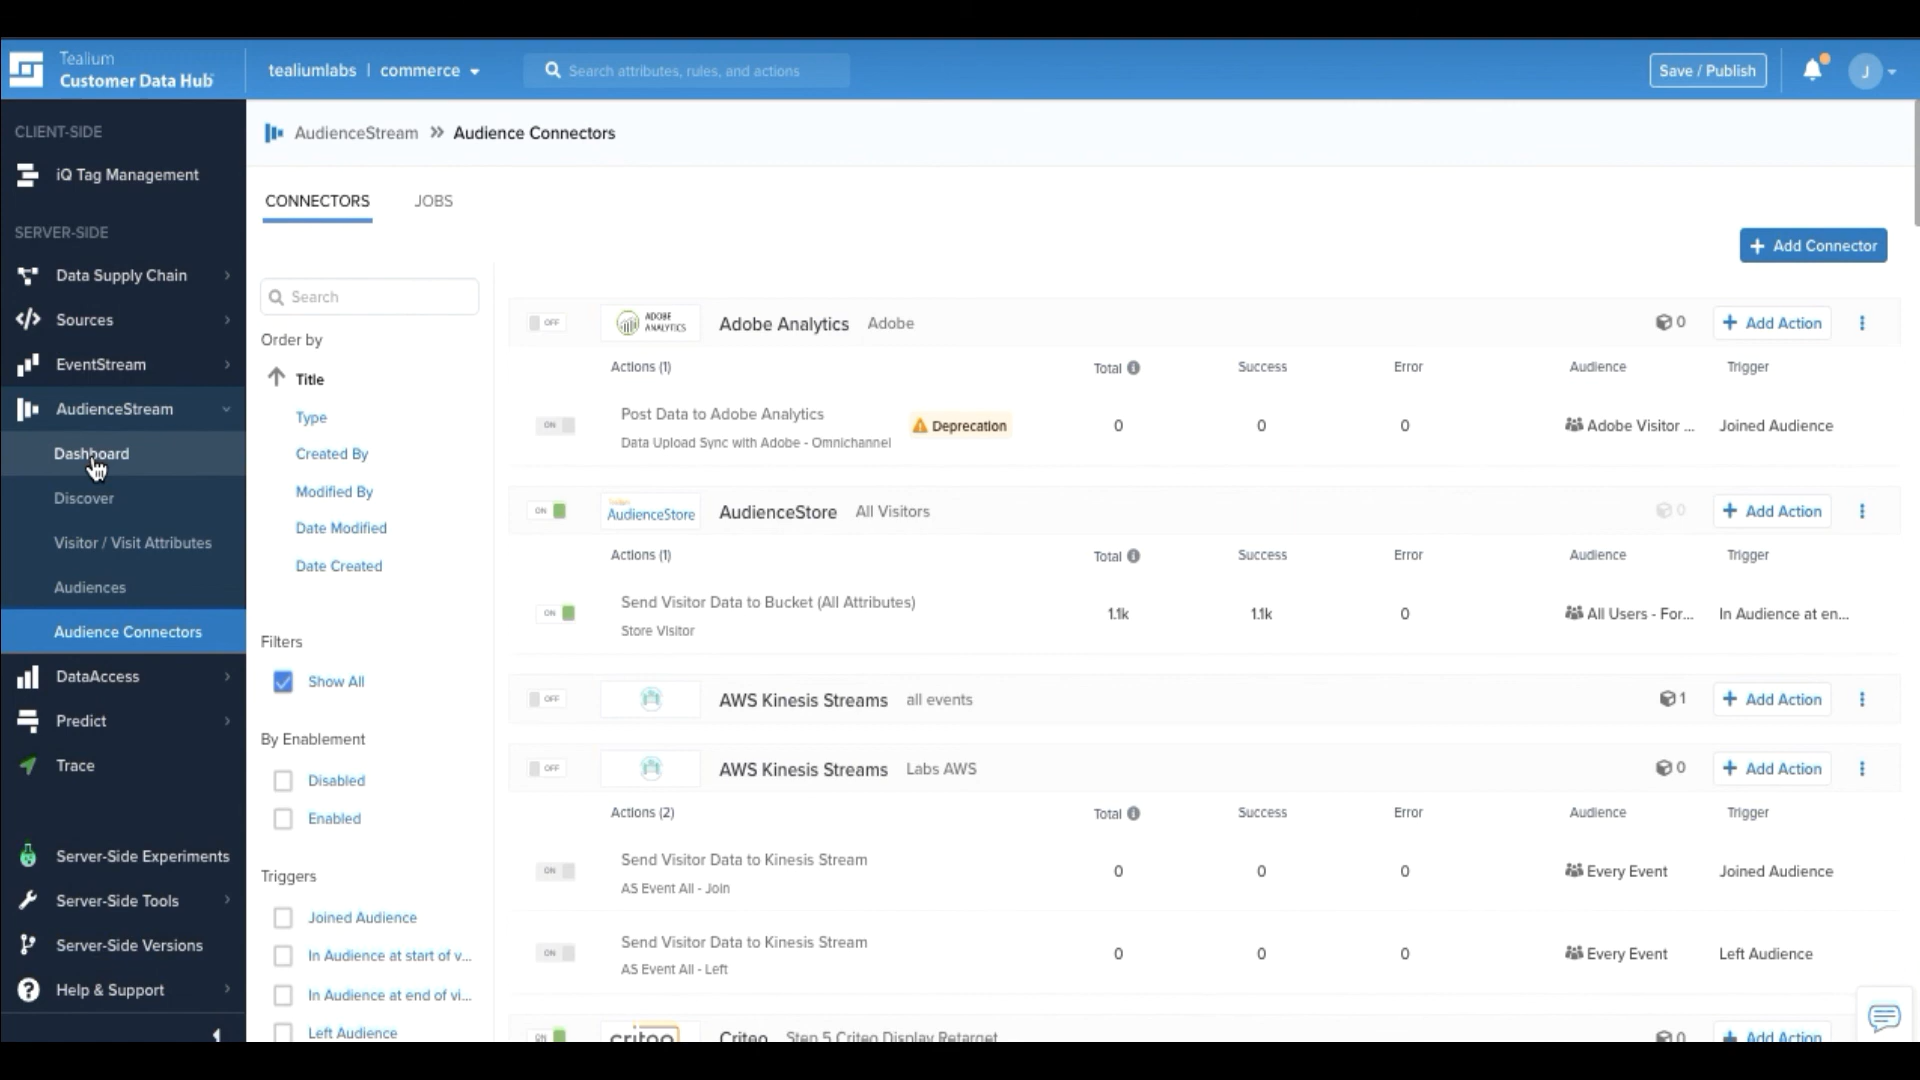 Tealium
Customer Data Hub
tealiumlabs | commerce
Search attributes, rules, and actions
Save / Publish
J
CLIENT-SIDE
iQ Tag Management
SERVER-SIDE
Data Supply Chain
Sources
EventStream
AudienceStream
Dashboard
Discover
Visitor / Visit Attributes
Audiences
Audience Connectors
DataAccess
Predict
Trace
Server-Side Experiments
Server-Side Tools
Server-Side Versions
Help & Support
AudienceStream » Audience Connectors
CONNECTORS JOBS
+ Add Connector
Search
Order by
Title
Type
Created By
Modified By
Date Modified
Date Created
Filters
Show All
By Enablement
Disabled
Enabled
Triggers
Joined Audience
In Audience at start of v...
In Audience at end of vi...
Left Audience
OFF ADOBE ANALYTICS Adobe Analytics Adobe 0 + Add Action
Actions (1) Total Success Error Audience Trigger
ON Post Data to Adobe Analytics Deprecation 0 0 0 Adobe Visitor ... Joined Audience
Data Upload Sync with Adobe - Omnichannel
ON AudienceStore AudienceStore All Visitors 0 + Add Action
Actions (1) Total Success Error Audience Trigger
ON Send Visitor Data to Bucket (All Attributes) 1.1k 1.1k 0 All Users - For... In Audience at en...
Store Visitor
OFF AWS Kinesis Streams all events 1 + Add Action
OFF AWS Kinesis Streams Labs AWS 0 + Add Action
Actions (2) Total Success Error Audience Trigger
ON Send Visitor Data to Kinesis Stream 0 0 0 Every Event Joined Audience
AS Event All - Join
ON Send Visitor Data to Kinesis Stream 0 0 0 Every Event Left Audience
AS Event All - Left
ON criteo Criteo Step 5 Criteo Display Retarget 0 + Add Action